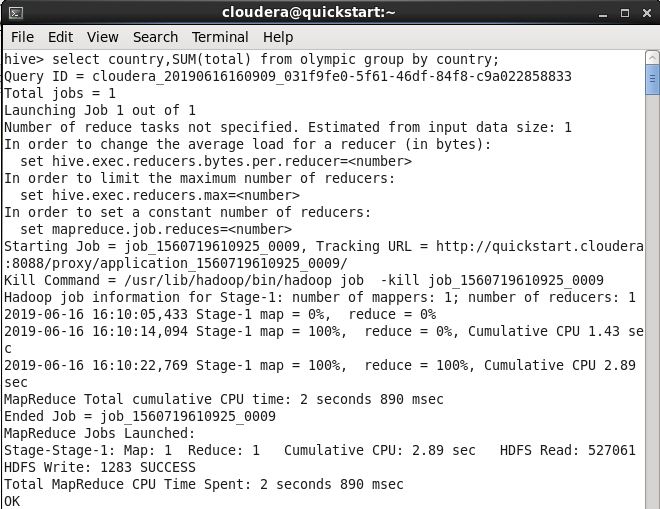 cloudera@quickstart:~
File Edit View Search Terminal Help
hive> select country,SUM(total) from olympic group by country;
Query ID = cloudera_20190616160909_031f9fe0-5f61-46df-84f8-c9a022858833
Total jobs = 1
Launching Job 1 out of 1
Number of reduce tasks not specified. Estimated from input data size: 1
In order to change the average load for a reducer (in bytes):
  set hive.exec.reducers.bytes.per.reducer=<number>
In order to limit the maximum number of reducers:
  set hive.exec.reducers.max=<number>
In order to set a constant number of reducers:
  set mapreduce.job.reduces=<number>
Starting Job = job_1560719610925_0009, Tracking URL = http://quickstart.cloudera
:8088/proxy/application_1560719610925_0009/
Kill Command = /usr/lib/hadoop/bin/hadoop job  -kill job_1560719610925_0009
Hadoop job information for Stage-1: number of mappers: 1; number of reducers: 1
2019-06-16 16:10:05,433 Stage-1 map = 0%,  reduce = 0%
2019-06-16 16:10:14,094 Stage-1 map = 100%,  reduce = 0%, Cumulative CPU 1.43 se
c
2019-06-16 16:10:22,769 Stage-1 map = 100%,  reduce = 100%, Cumulative CPU 2.89
sec
MapReduce Total cumulative CPU time: 2 seconds 890 msec
Ended Job = job_1560719610925_0009
MapReduce Jobs Launched:
Stage-Stage-1: Map: 1  Reduce: 1   Cumulative CPU: 2.89 sec   HDFS Read: 527061
HDFS Write: 1283 SUCCESS
Total MapReduce CPU Time Spent: 2 seconds 890 msec
OK